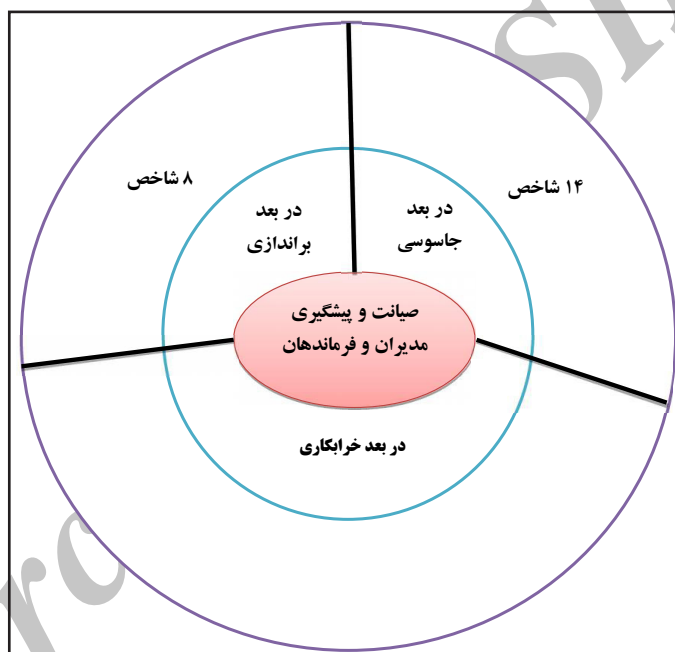 ۱۴ شاخص
۸ شاخص
در بعد
جاسوسی
در بعد
براندازی
صیانت و پیشگیری
مدیران و فرماندهان
در بعد خرابکاری